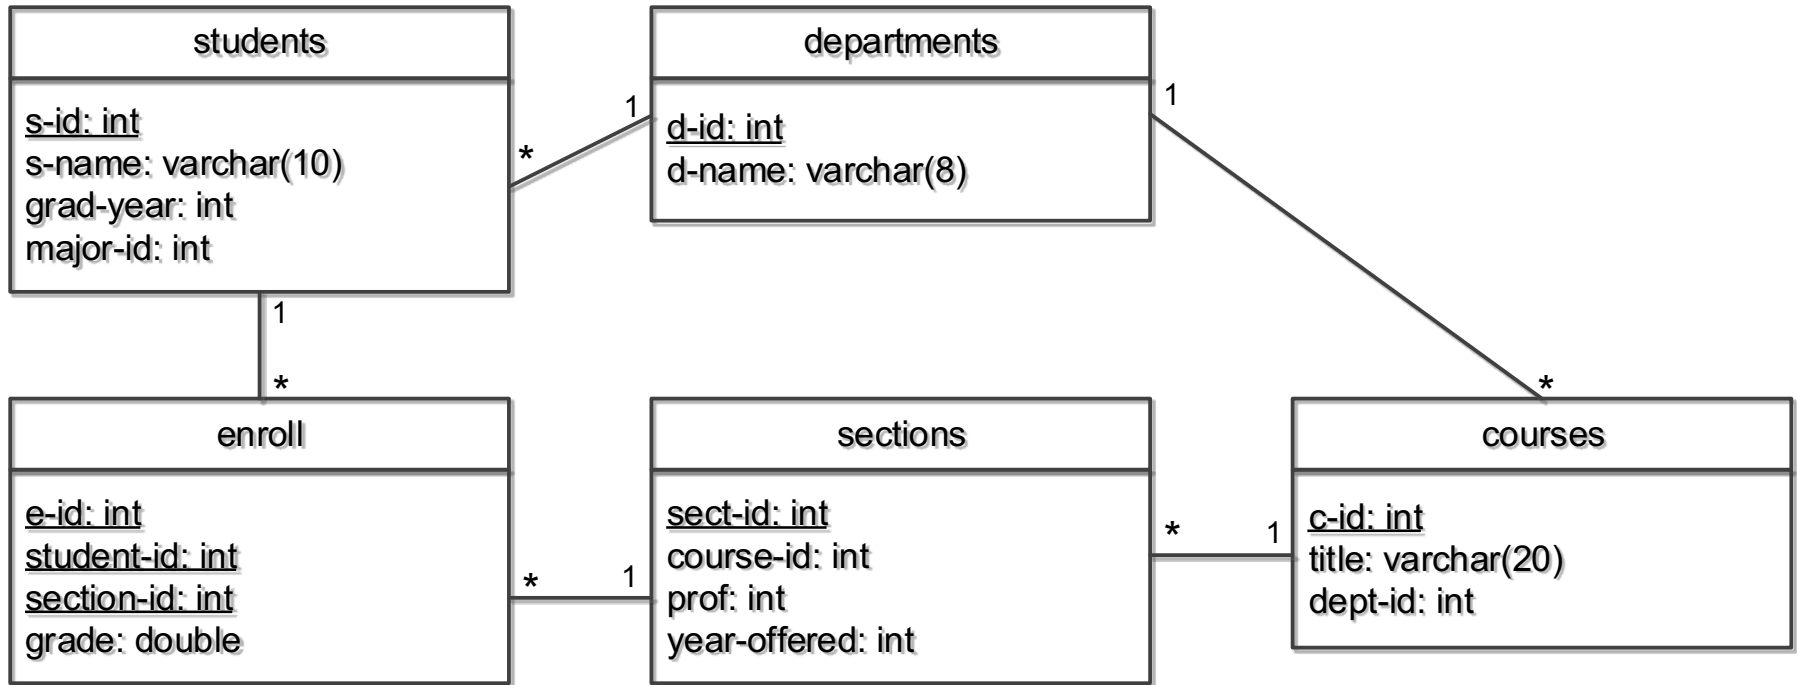 students
s-id: int
s-name: varchar(10)
grad-year: int
major-id: int
departments
d-id: int
d-name: varchar(8)
1
*
1
*
1
*
enroll
e-id: int
student-id: int
section-id: int
grade: double
*
1
sections
sect-id: int
course-id: int
prof: int
year-offered: int
*
1
courses
c-id: int
title: varchar(20)
dept-id: int